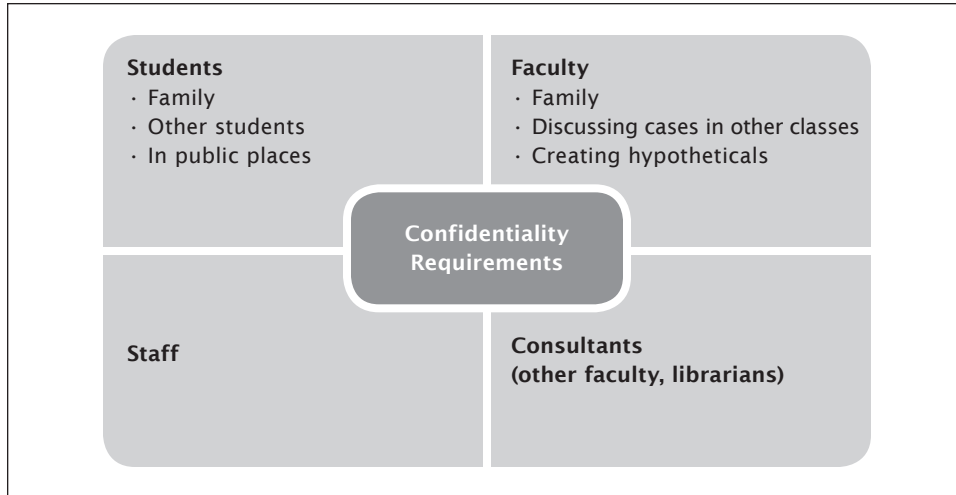 Students
· Family
· Other students
· In public places
Faculty
· Family
· Discussing cases in other classes
· Creating hypotheticals
Confidentiality
Requirements
Staff
Consultants
(other faculty, librarians)